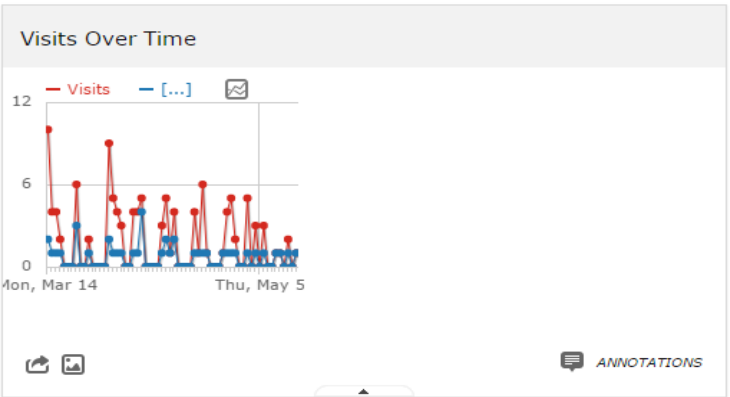 Visits Over Time
Visits [...]
12
6
0
Mon, Mar 14 Thu, May 5
ANNOTATIONS